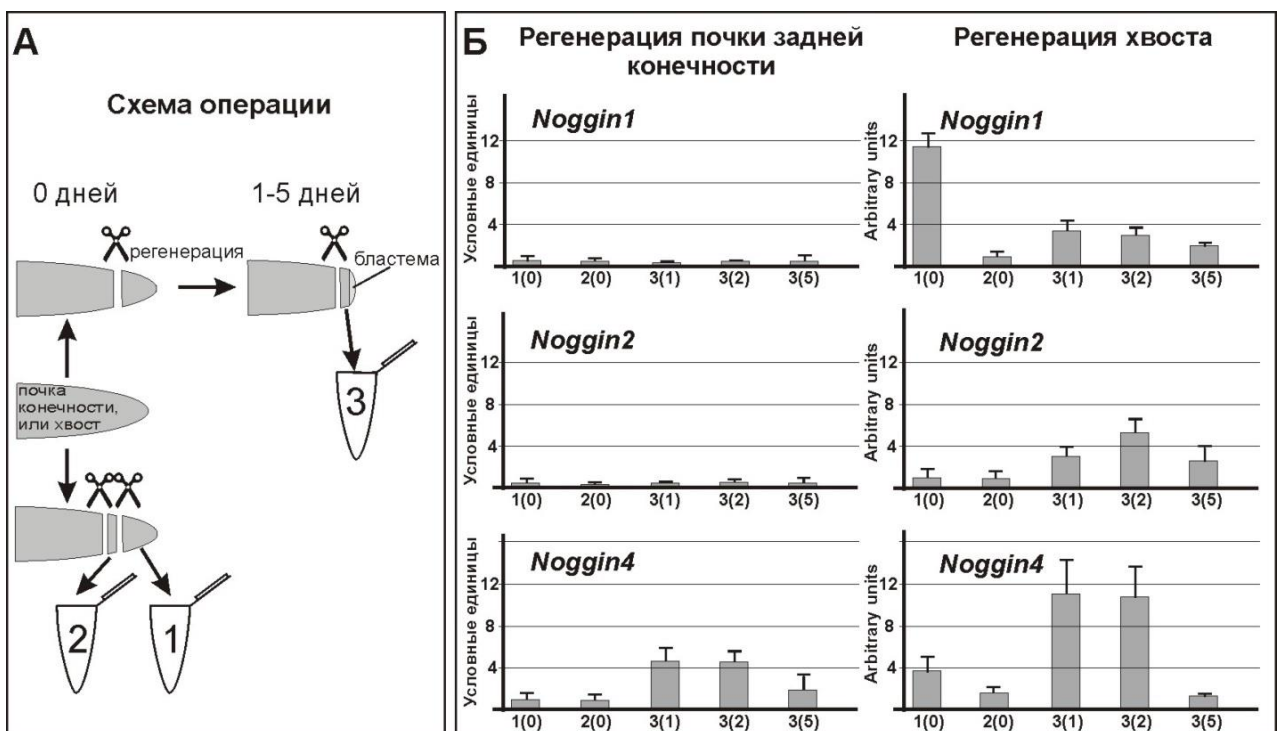 А
Схема операции
0 дней
1-5 дней
регенерация
бластема
почка
конечности,
или хвост
3
2
1
Б
Регенерация почки задней
конечности
Регенерация хвоста
Noggin1
Условные единицы
12
8
4
1(0) 2(0) 3(1) 3(2) 3(5)
Noggin1
Arbitrary units
12
8
4
1(0) 2(0) 3(1) 3(2) 3(5)
Noggin2
Условные единицы
12
8
4
1(0) 2(0) 3(1) 3(2) 3(5)
Noggin2
Arbitrary units
12
8
4
1(0) 2(0) 3(1) 3(2) 3(5)
Noggin4
Условные единицы
12
8
4
1(0) 2(0) 3(1) 3(2) 3(5)
Noggin4
Arbitrary units
12
8
4
1(0) 2(0) 3(1) 3(2) 3(5)